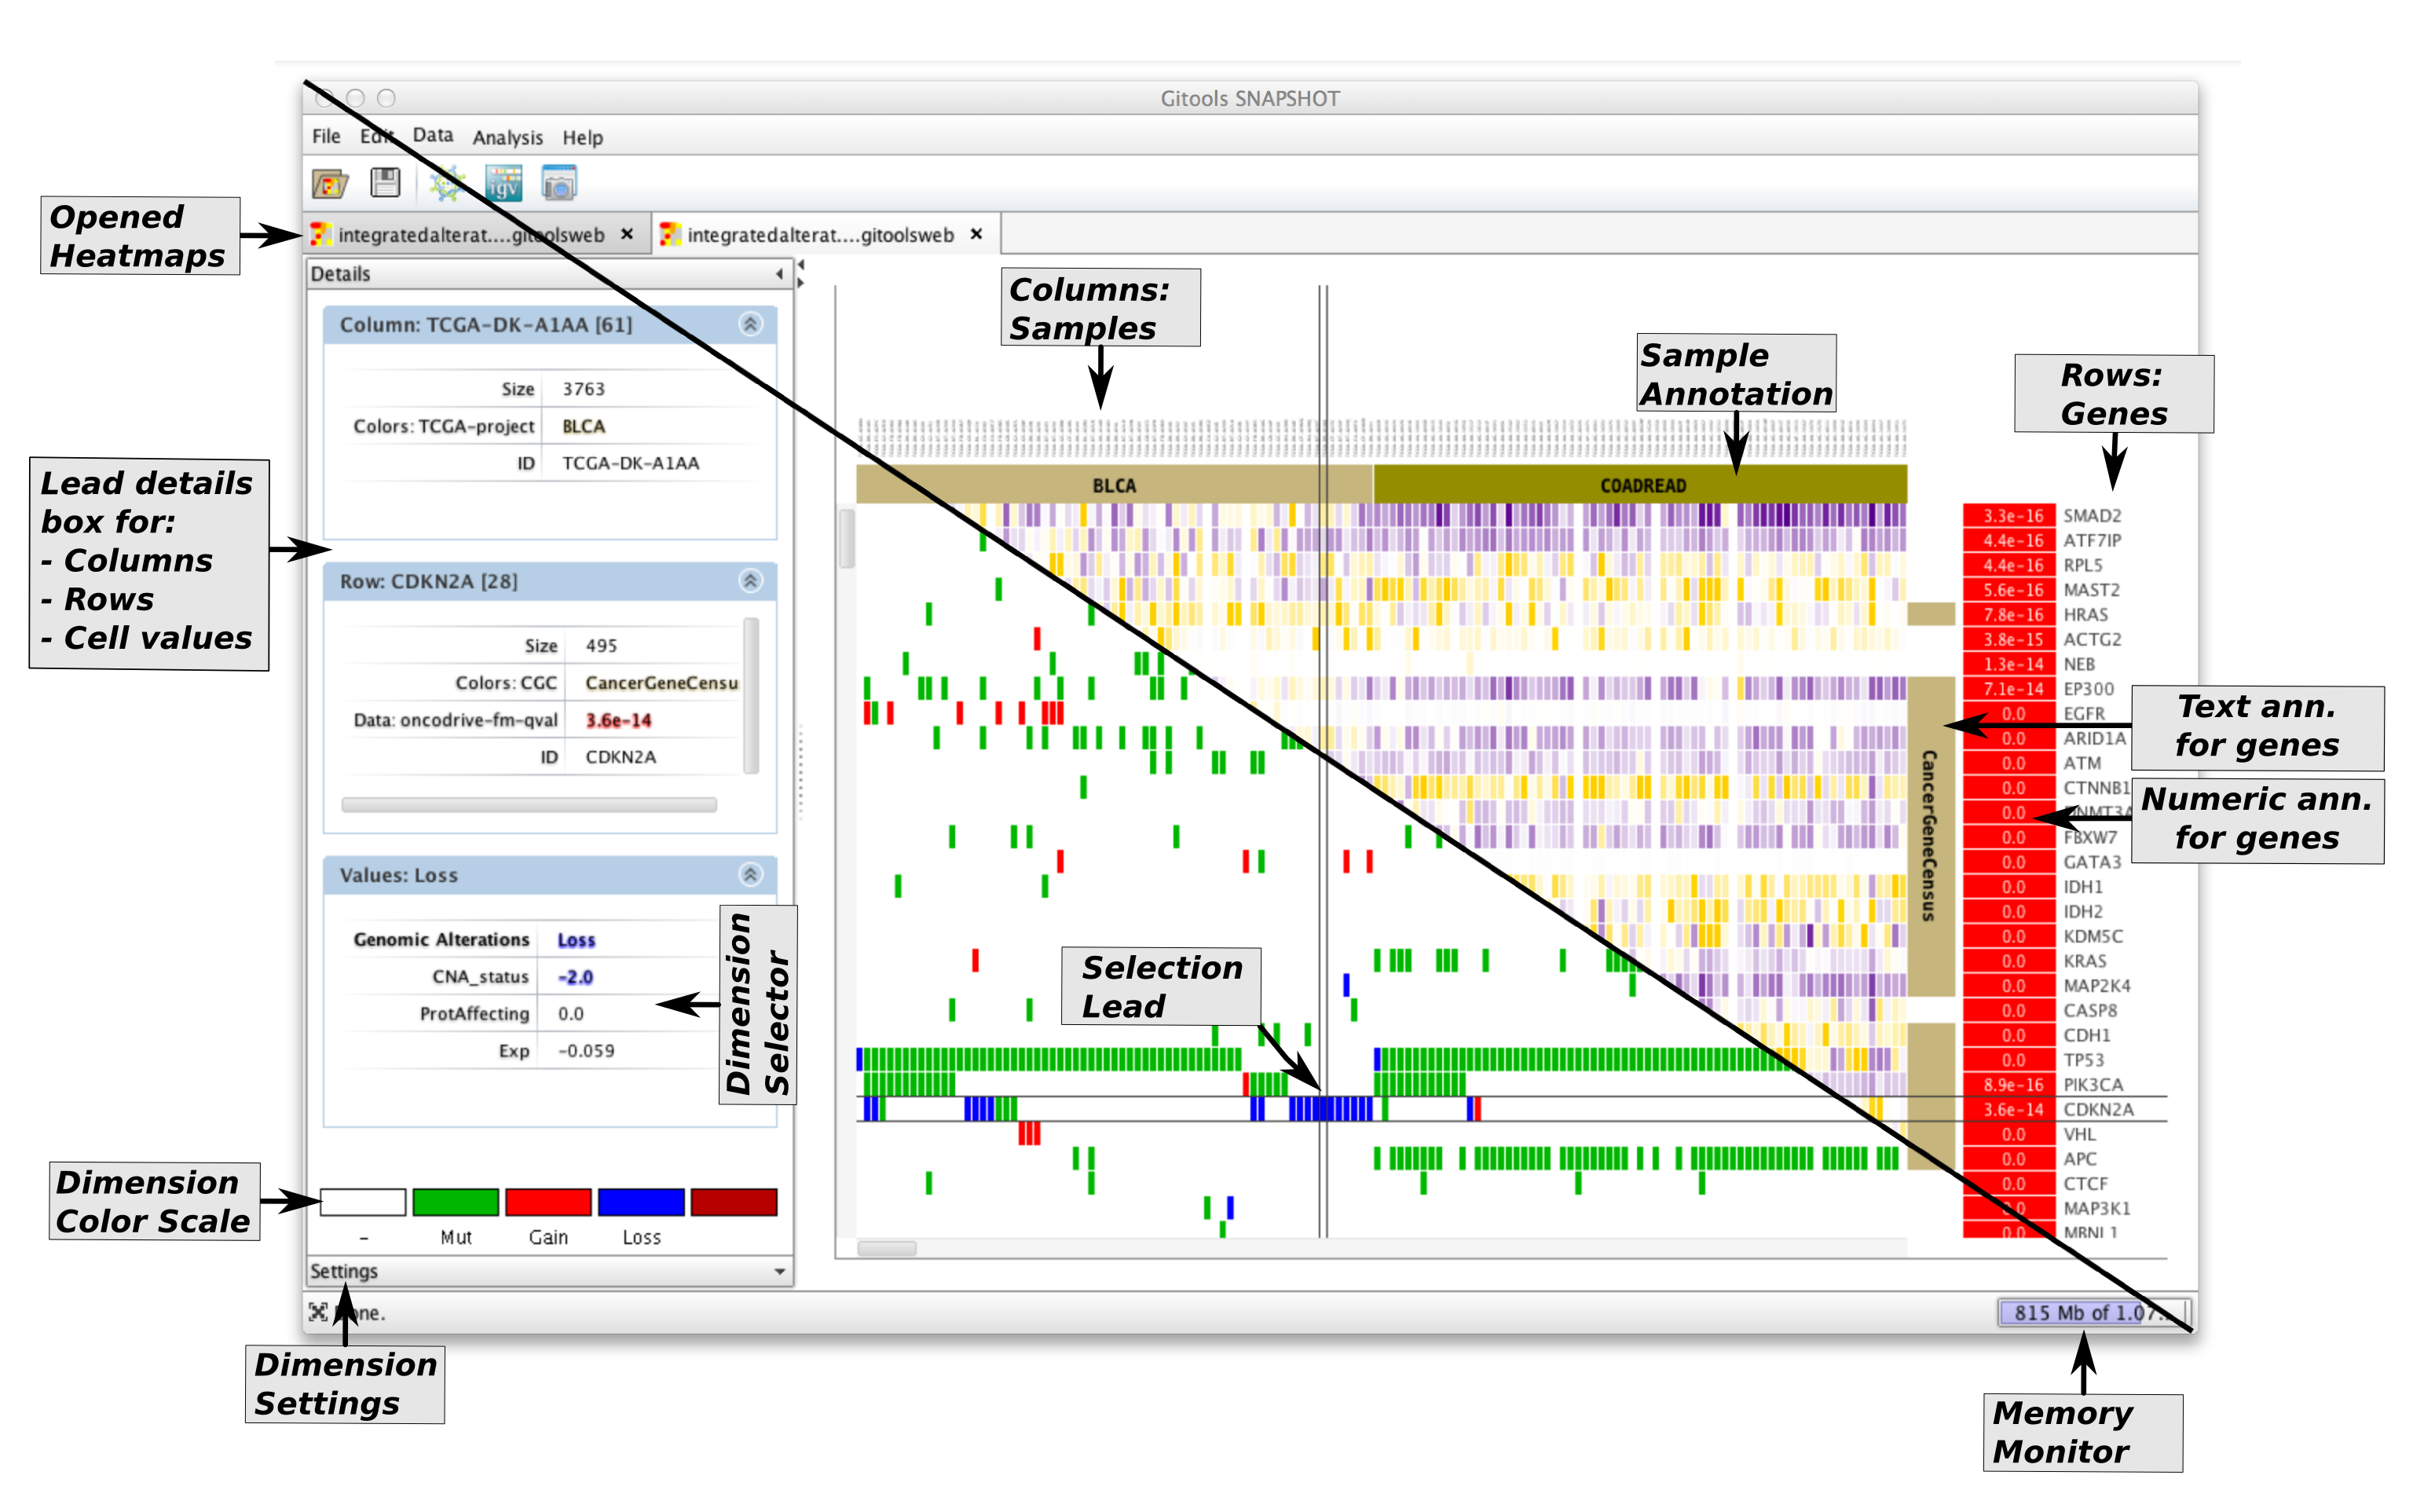 Gitools SNAPSHOT
File Edit Data Analysis Help
igv
Opened
Heatmaps
integratedalterat....gitoolsweb
integratedalterat....gitoolsweb
Details
Column: TCGA-DK-A1AA [61]
Size 3763
Colors: TCGA-project BLCA
ID TCGA-DK-A1AA
Lead details
box for:
- Columns
- Rows
- Cell values
Row: CDKN2A [28]
Size 495
Colors: CGC CancerGeneCensu
Data: oncodrive-fm-qval 3.6e-14
ID CDKN2A
Values: Loss
Genomic Alterations Loss
CNA_status -2.0
ProtAffecting 0.0
Exp -0.059
Dimension
Selector
Dimension
Color Scale
- Mut Gain Loss
Settings
Done.
Dimension
Settings
Columns:
Samples
Sample
Annotation
Rows:
Genes
BLCA COADREAD
3.3e-16 SMAD2
4.4e-16 ATF7IP
4.4e-16 RPL5
5.6e-16 MAST2
7.8e-16 HRAS
3.8e-15 ACTG2
1.3e-14 NEB
7.1e-14 EP300
0.0 EGFR
0.0 ARID1A
0.0 ATM
0.0 CTNNB1
0.0 DNMT3A
0.0 FBXW7
0.0 GATA3
0.0 IDH1
0.0 IDH2
0.0 KDM5C
0.0 KRAS
0.0 MAP2K4
0.0 CASP8
0.0 CDH1
0.0 TP53
8.9e-16 PIK3CA
3.6e-14 CDKN2A
0.0 VHL
0.0 APC
0.0 CTCF
0.0 MAP3K1
0.0 MBNL1
CancerGeneCensus
Text ann.
for genes
Numeric ann.
for genes
Selection
Lead
815 Mb of 1.07...
Memory
Monitor